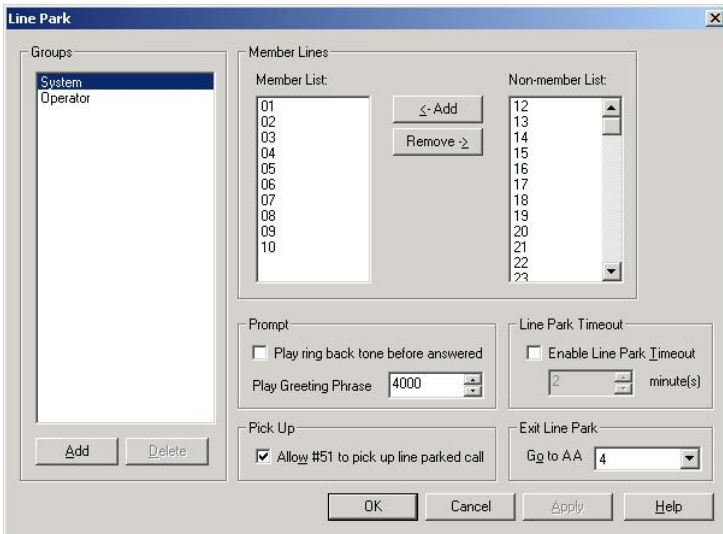 Line Park
Groups
System
Operator
Add
Delete
Member Lines
Member List:
01
02
03
04
05
06
07
08
09
10
<- Add
Remove ->
Non-member List:
12
13
14
15
16
17
18
19
20
21
22
23
Prompt
Play ring back tone before answered
Play Greeting Phrase 4000
Line Park Timeout
Enable Line Park Timeout
2 minute(s)
Pick Up
Allow #51 to pick up line parked call
Exit Line Park
Go to AA 4
OK
Cancel
Apply
Help